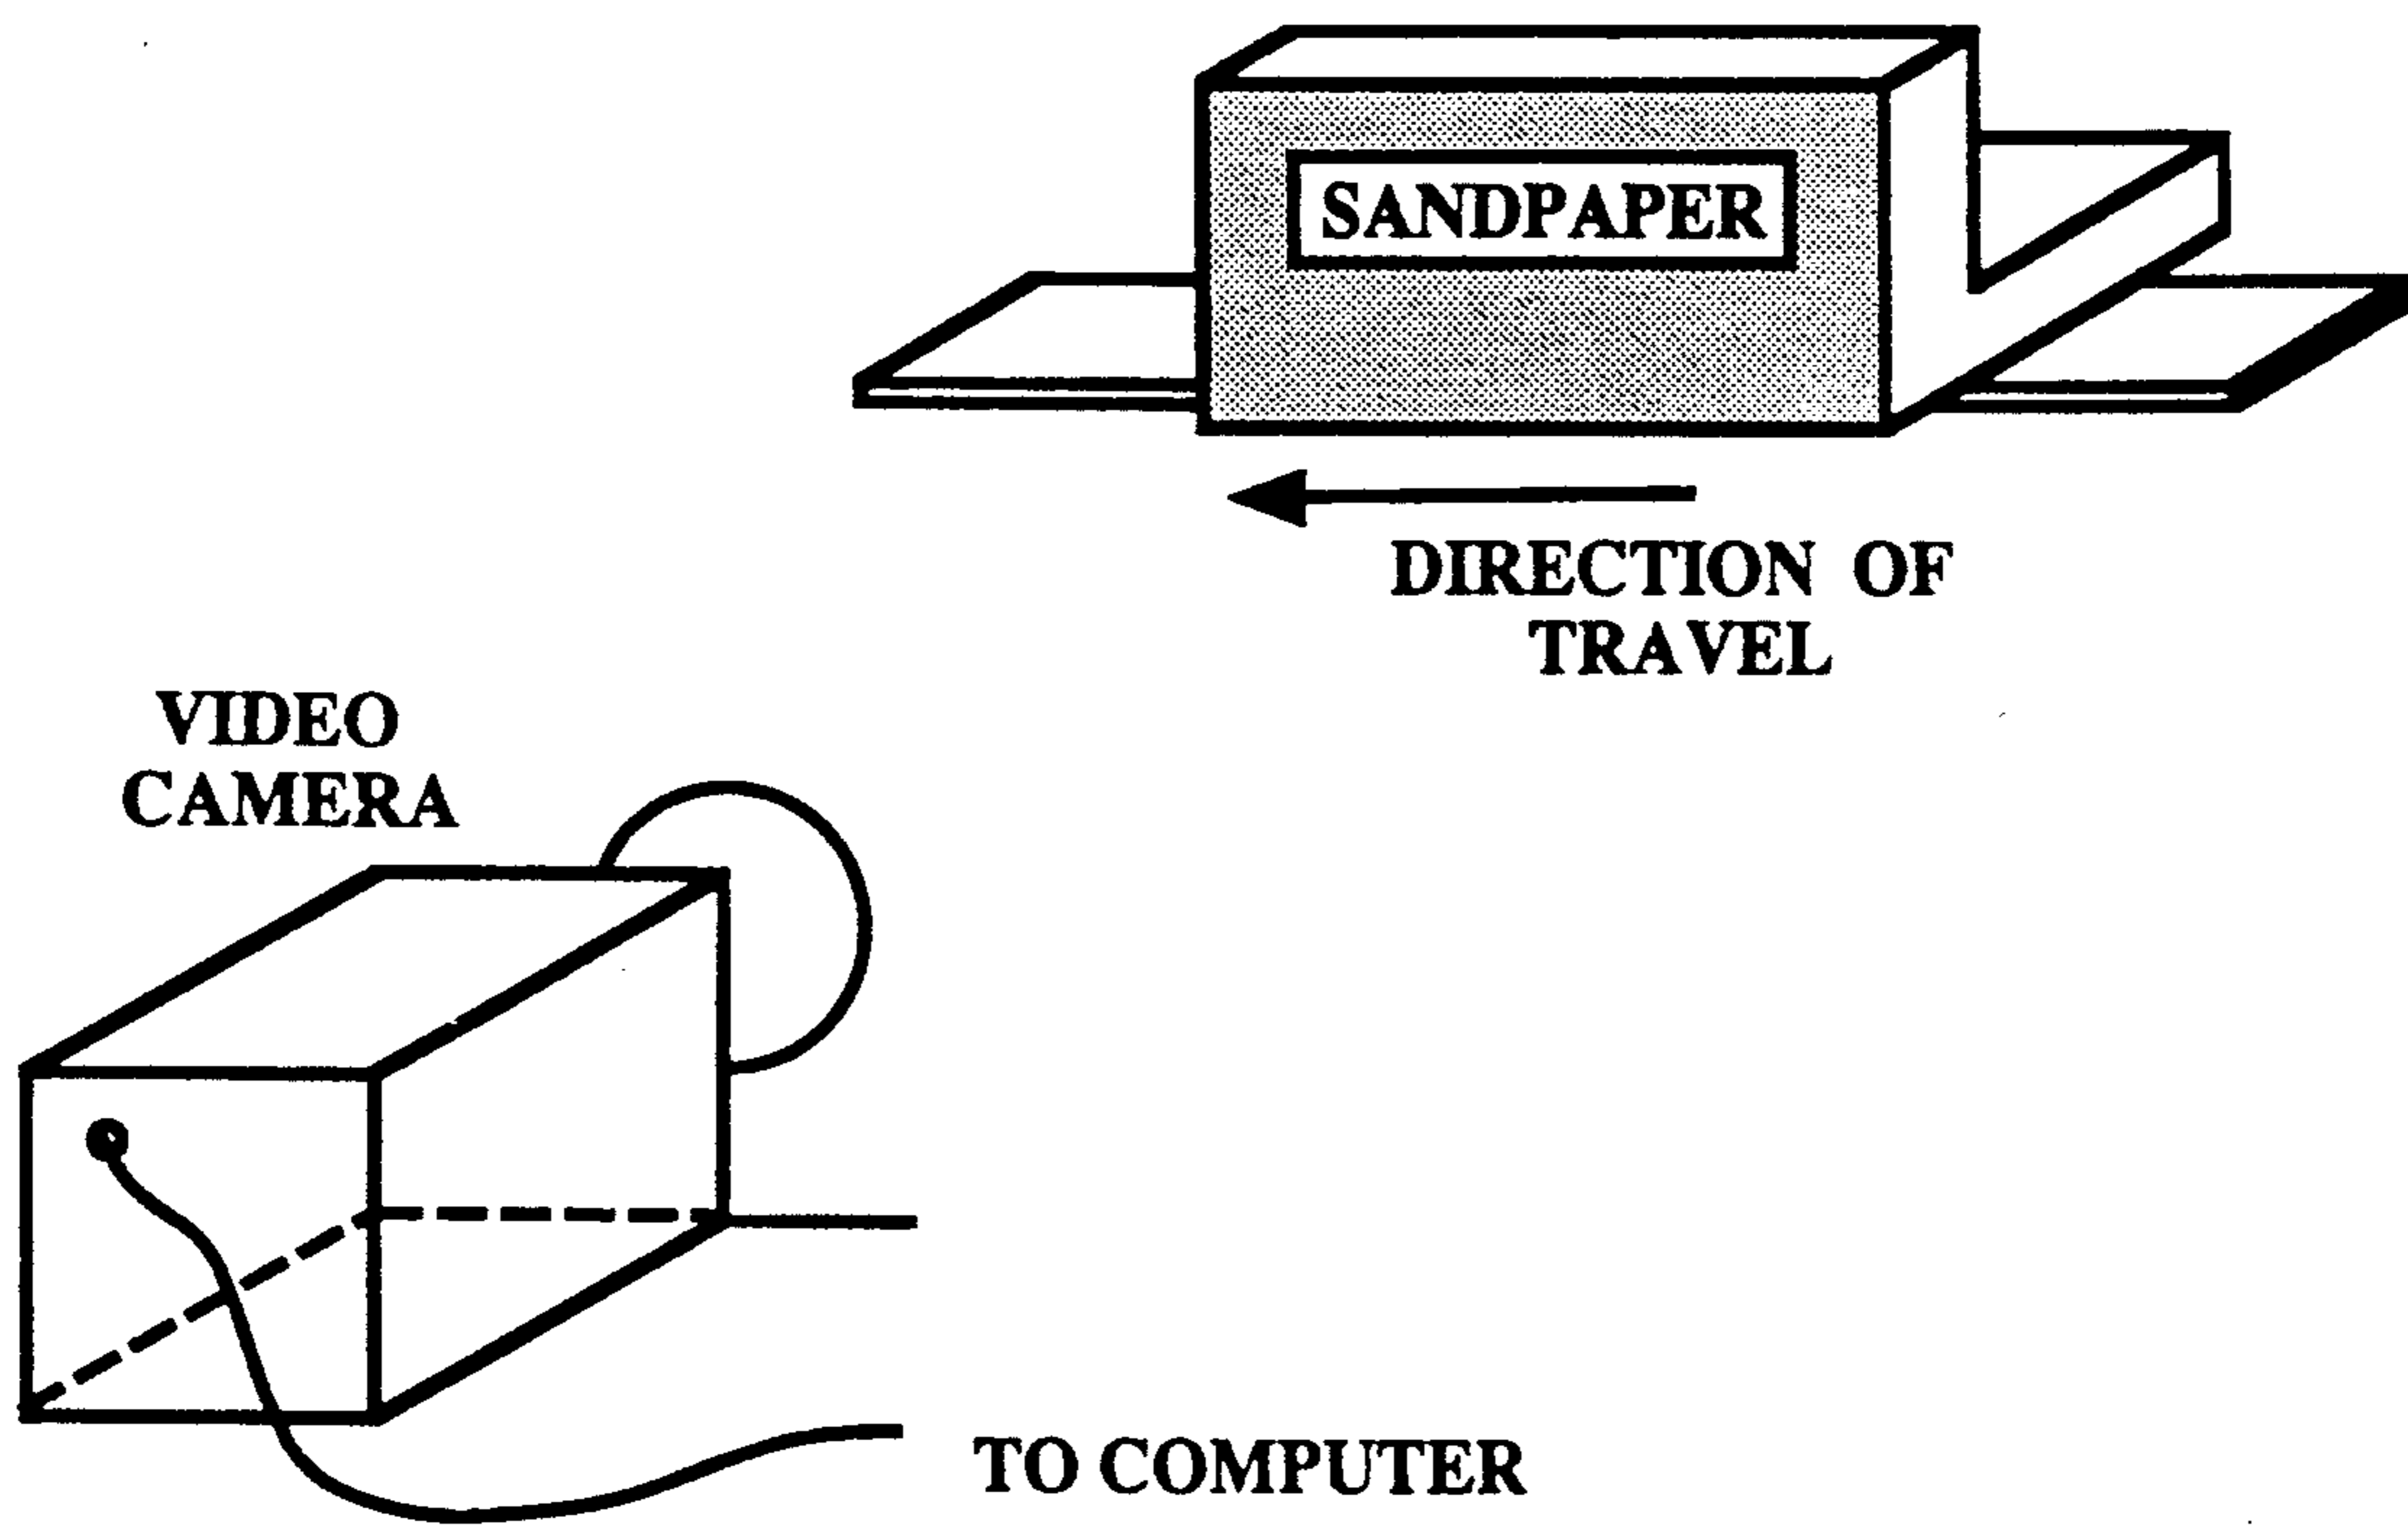 SANDPAPER
DIRECTION OF
TRAVEL
VIDEO
CAMERA
TO COMPUTER